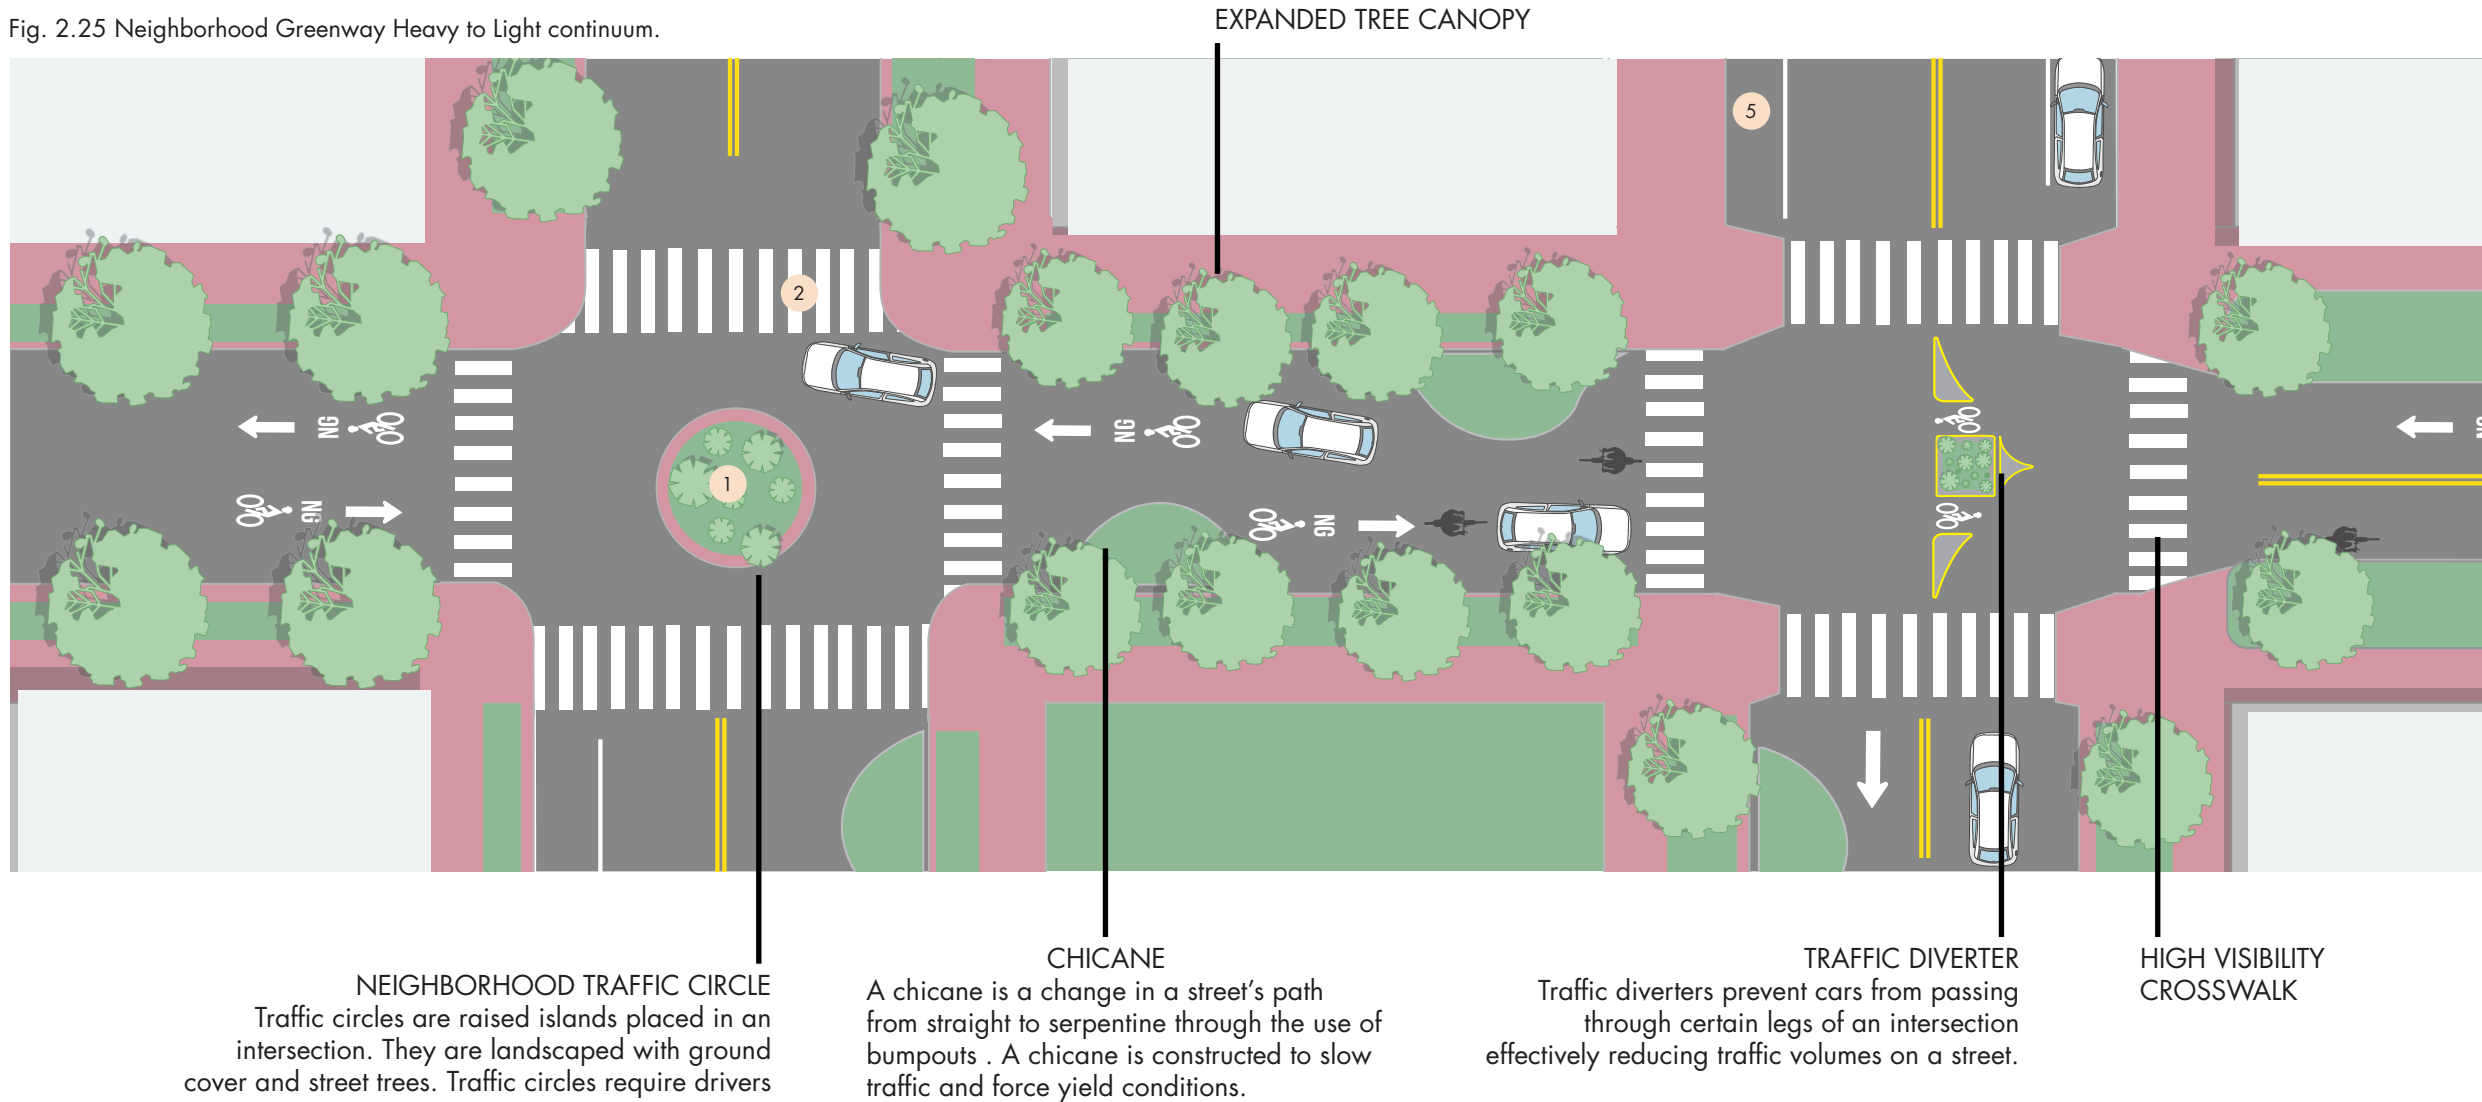 Fig. 2.25 Neighborhood Greenway Heavy to Light continuum.
EXPANDED TREE CANOPY
5
2
NG
NG
1
NG
NG
NEIGHBORHOOD TRAFFIC CIRCLE
Traffic circles are raised islands placed in an
intersection. They are landscaped with ground
cover and street trees. Traffic circles require drivers
CHICANE
A chicane is a change in a street’s path
from straight to serpentine through the use of
bumpouts . A chicane is constructed to slow
traffic and force yield conditions.
TRAFFIC DIVERTER
Traffic diverters prevent cars from passing
through certain legs of an intersection
effectively reducing traffic volumes on a street.
HIGH VISIBILITY
CROSSWALK